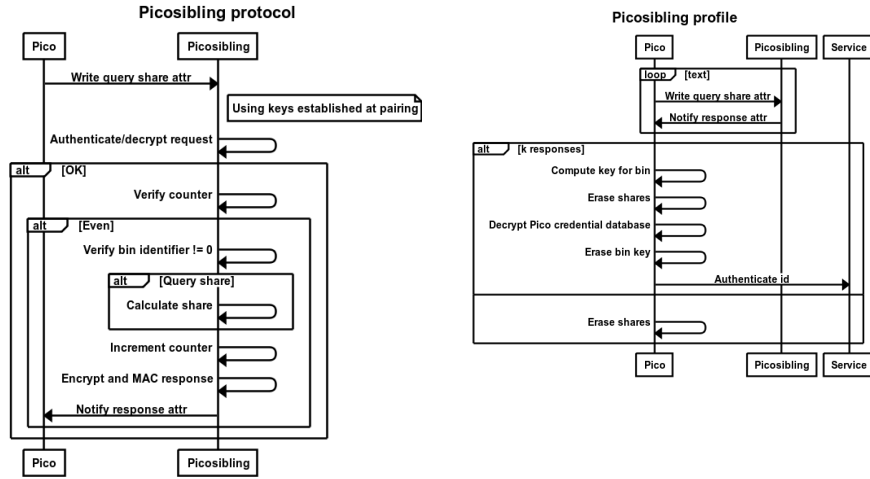 Picosibling protocol
Pico
Picosibling
Write query share attr
Using keys established at pairing
Authenticate/decrypt request
alt
[OK]
Verify counter
alt
[Even]
Verify bin identifier != 0
alt
[Query share]
Calculate share
Increment counter
Encrypt and MAC response
Notify response attr
Pico
Picosibling
Picosibling profile
Pico
Picosibling
Service
loop
[text]
Write query share attr
Notify response attr
alt
[k responses]
Compute key for bin
Erase shares
Decrypt Pico credential database
Erase bin key
Authenticate id
Erase shares
Pico
Picosibling
Service